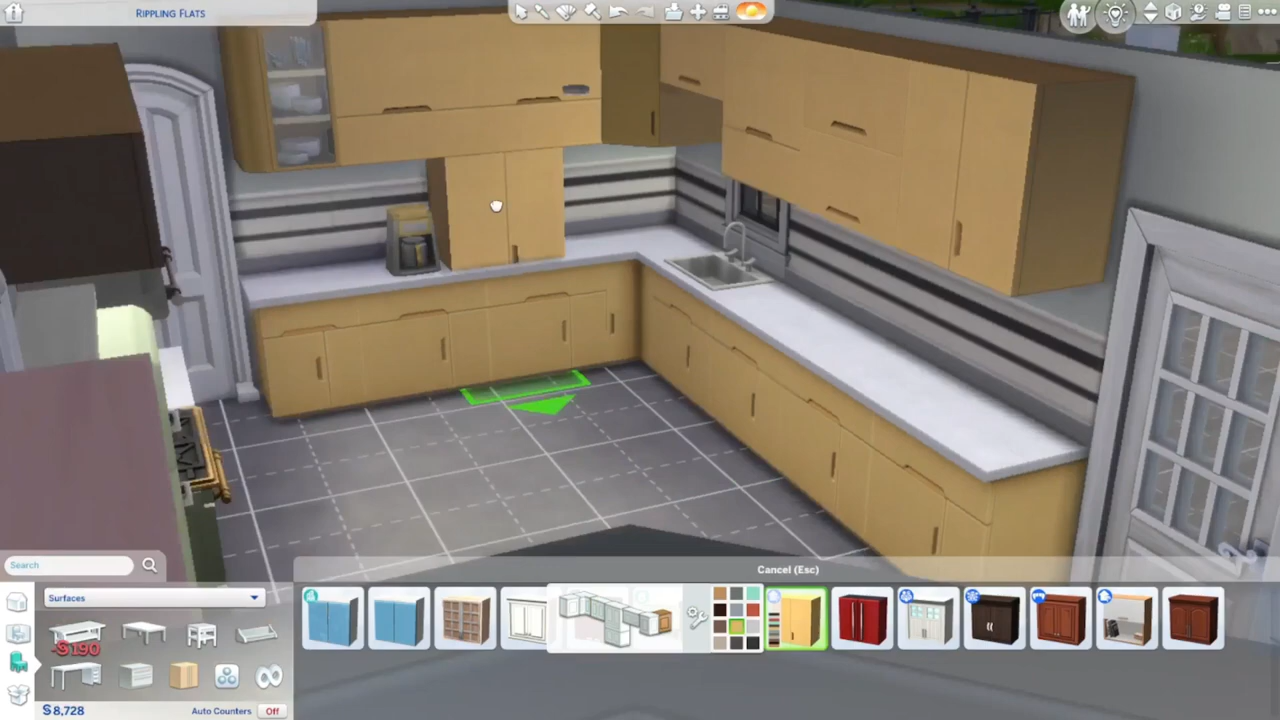 RIPPLING FLATS
Cancel (Esc)
Search
Surfaces
-§190
§8,728
Auto Counters
Off